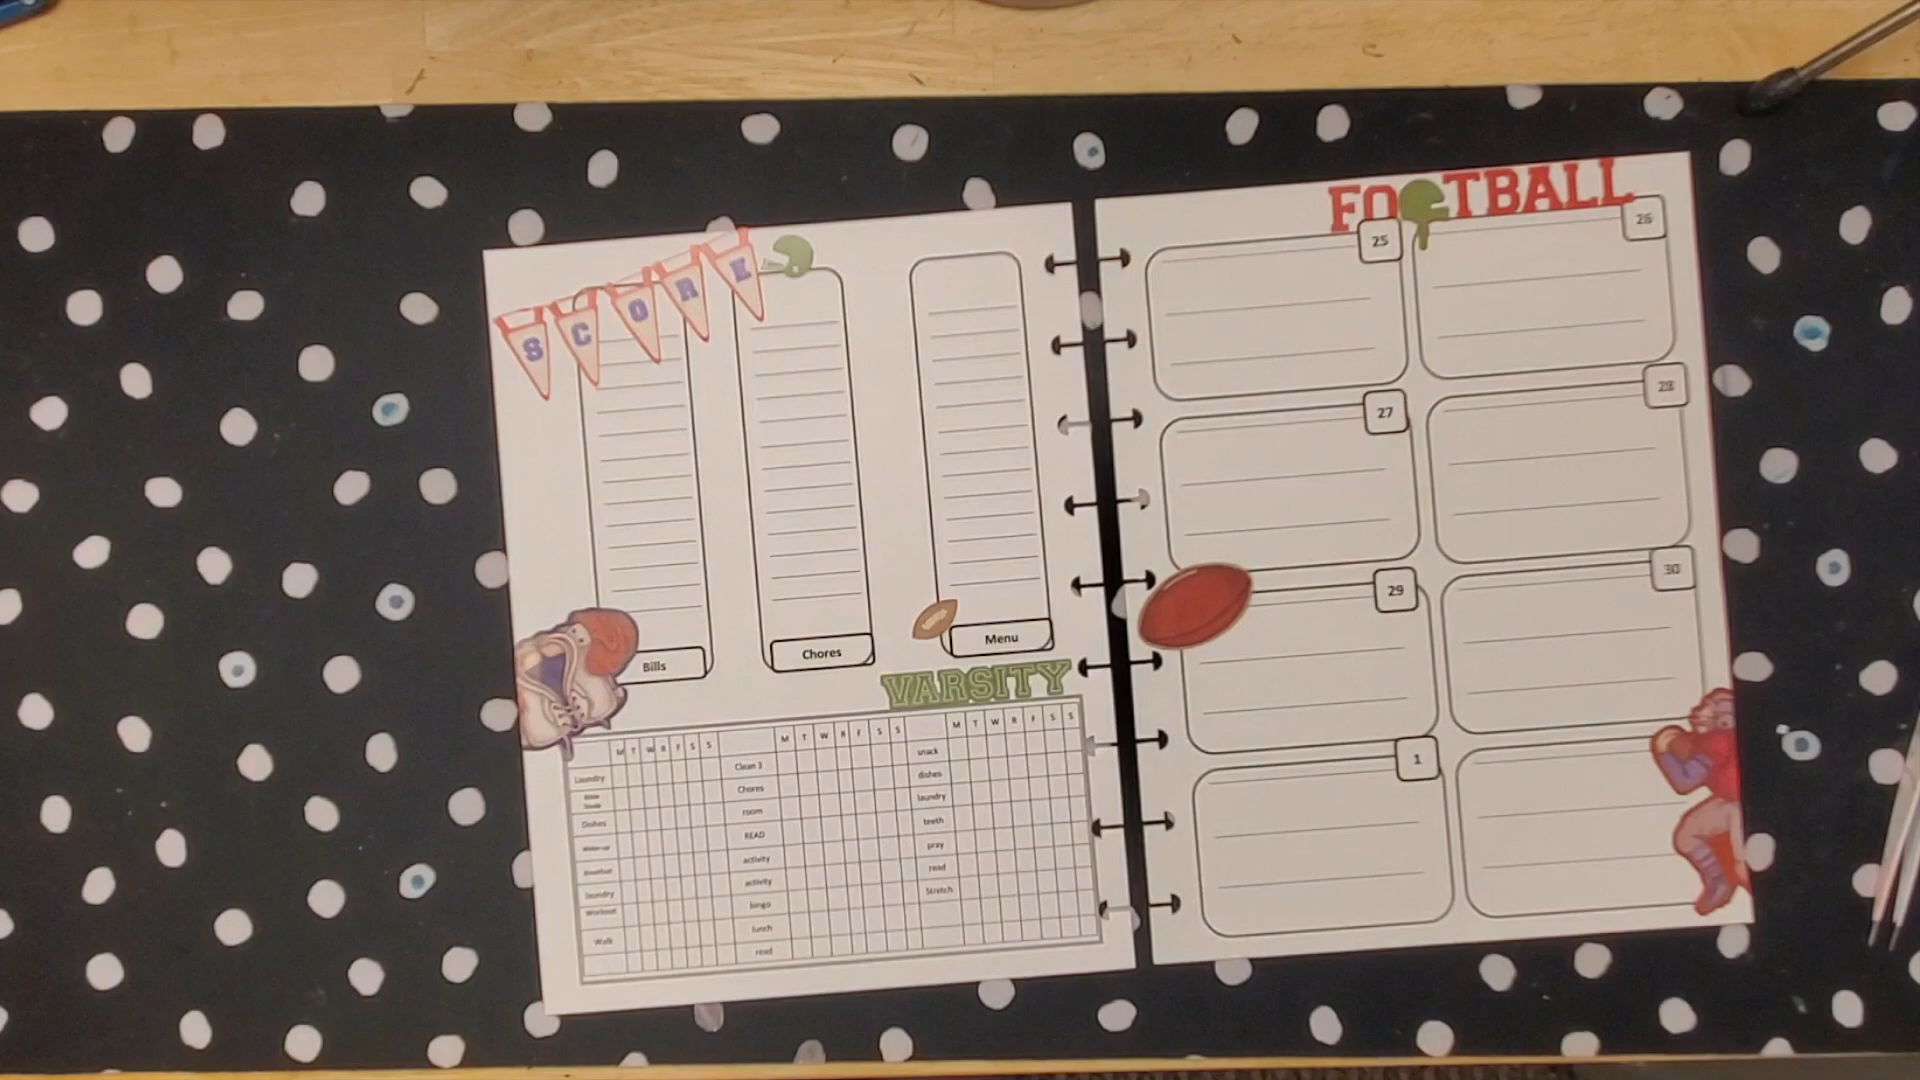 SCORE
Bills
Chores
Menu
VARSITY
M T W R F S S
M T W R F S S
M T W R F S S
Laundry
Dishes
laundry
Workout
Walk
Clean 3
Chores
room
READ
activity
activity
bingo
lunch
read
snack
dishes
laundry
teeth
pray
read
Stretch
FOOTBALL
25
26
27
28
29
30
1